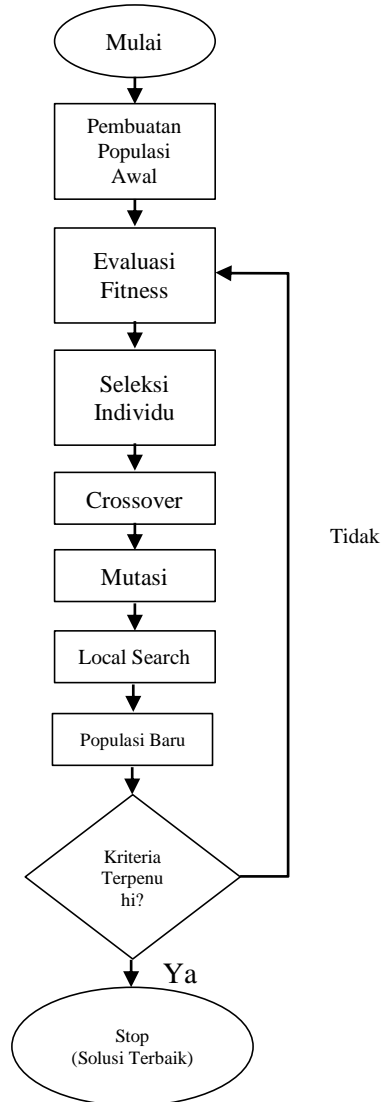 Mulai
Pembuatan
Populasi
Awal
Evaluasi
Fitness
Seleksi
Individu
Crossover
Tidak
Mutasi
Local Search
Populasi Baru
Kriteria
Terpenu
hi?
Ya
Stop
(Solusi Terbaik)